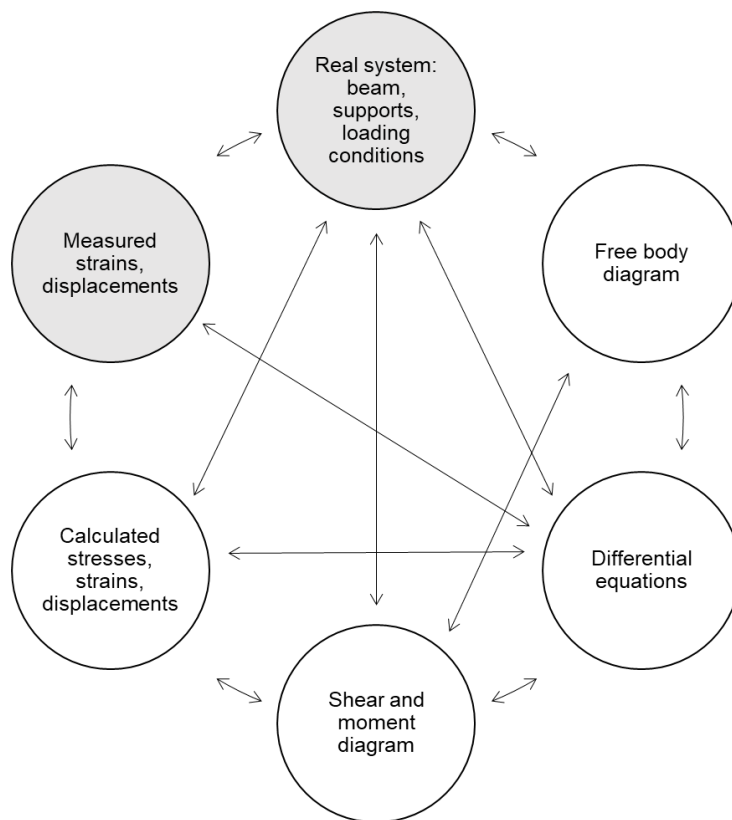 Real system:
beam,
supports,
loading
conditions
Measured
strains,
displacements
Free body
diagram
Calculated
stresses,
strains,
displacements
Differential
equations
Shear and
moment
diagram